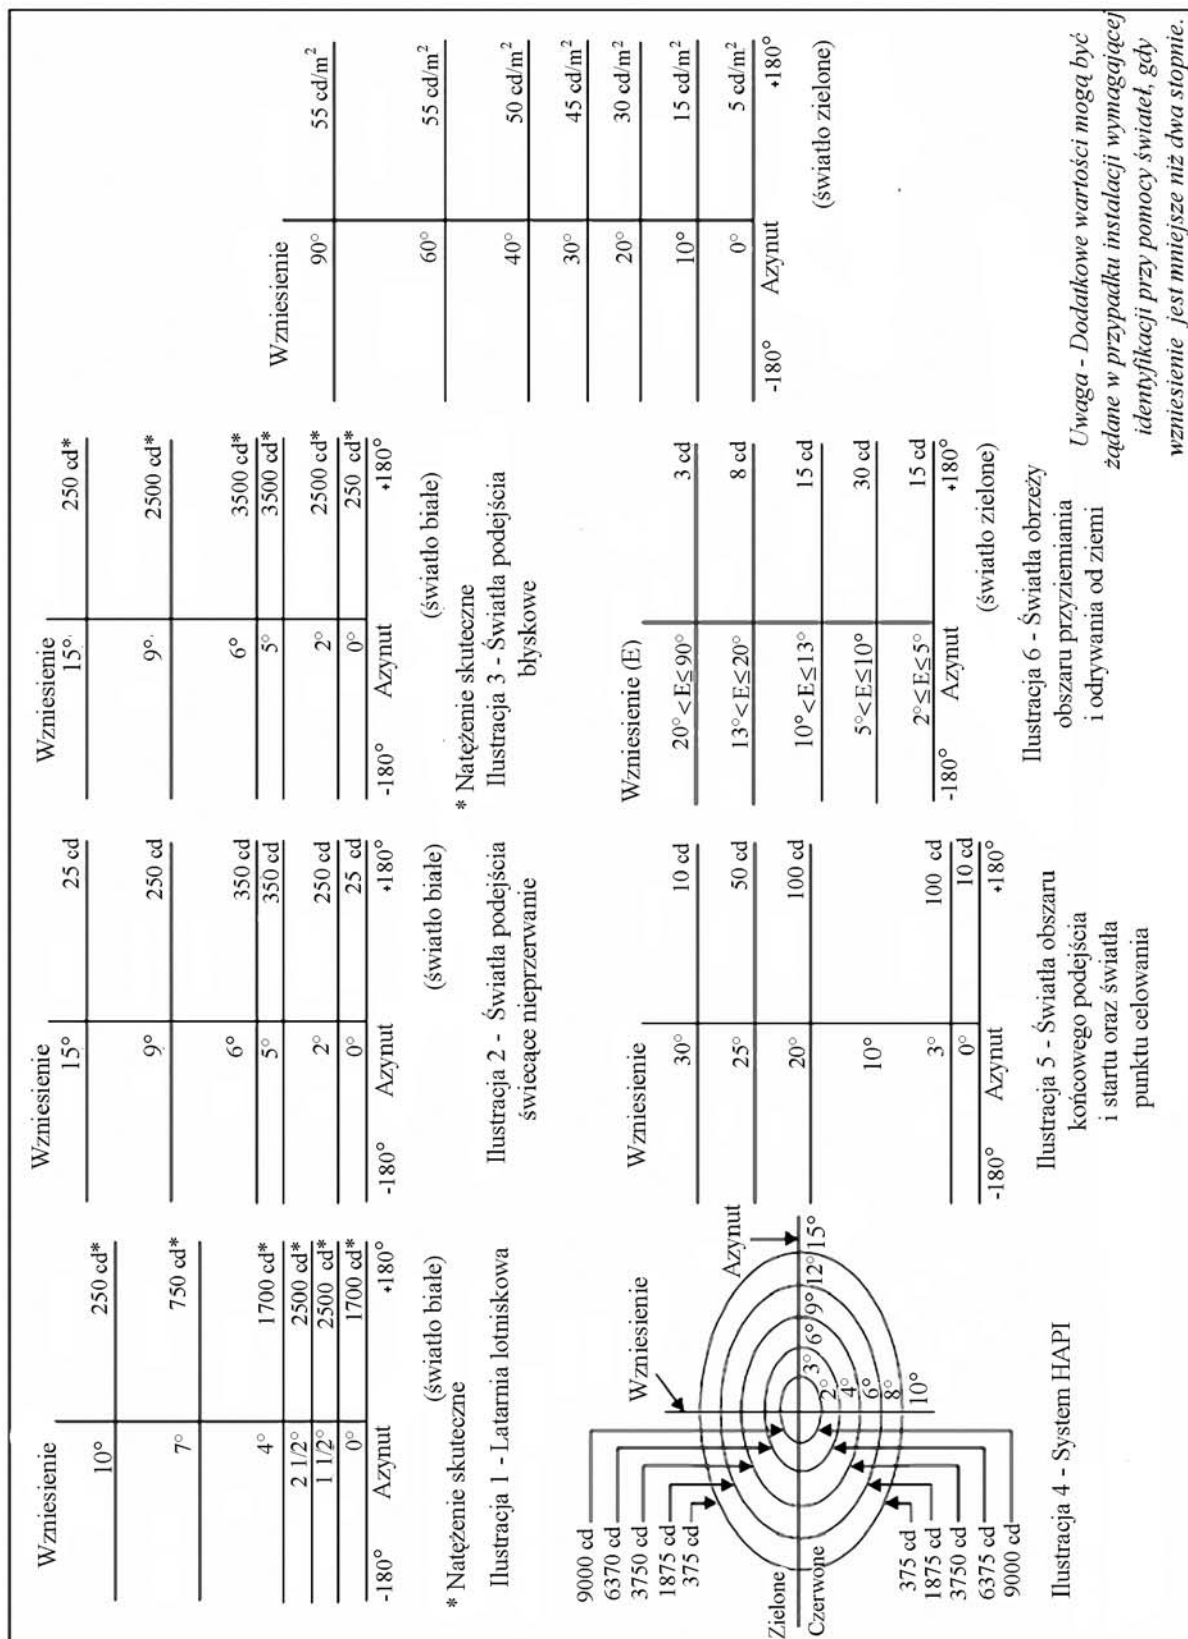 Wzniesienie
10° 250 cd*
7° 750 cd*
4° 1700 cd*
2 1/2° 2500 cd*
1 1/2° 2500 cd*
0° 1700 cd*
-180° Azynut +180°
(światło białe)
* Natężenie skuteczne
Ilustracja 1 - Latarnia lotniskowa
Wzniesienie
15° 25 cd
9° 250 cd
6° 350 cd
5° 350 cd
2° 250 cd
0° 25 cd
-180° Azynut +180°
(światło białe)
Ilustracja 2 - Światła podejścia
świecące nieprzerwanie
Wzniesienie
15° 250 cd*
9° 2500 cd*
6° 3500 cd*
5° 3500 cd*
2° 2500 cd*
0° 250 cd*
-180° Azynut +180°
(światło białe)
* Natężenie skuteczne
Ilustracja 3 - Światła podejścia
błyskowe
Wzniesienie
90° 55 cd/m²
60° 55 cd/m²
40° 50 cd/m²
30° 45 cd/m²
20° 30 cd/m²
10° 15 cd/m²
0° 5 cd/m²
-180° Azynut +180°
(światło zielone)
9000 cd
6370 cd
3750 cd
1875 cd
375 cd
Wzniesienie
Azynut
Zielone
Czerwone
3° 6° 9° 12° 15°
2°
4°
6°
8°
10°
375 cd
1875 cd
3750 cd
6375 cd
9000 cd
Ilustracja 4 - System HAPI
Wzniesienie
30° 10 cd
25° 50 cd
20° 100 cd
10°
3° 100 cd
0° 10 cd
-180° Azynut +180°
Ilustracja 5 - Światła obszaru
końcowego podejścia
i startu oraz światła
punktu celowania
Wzniesienie (E)
20°<E≤90° 3 cd
13°<E≤20° 8 cd
10°<E≤13° 15 cd
5°<E≤10° 30 cd
2°≤E≤5° 15 cd
-180° Azynut +180°
(światło zielone)
Ilustracja 6 - Światła obrzeży
obszaru przyziemiania
i odrywania od ziemi
Uwaga - Dodatkowe wartości mogą być
żądane w przypadku instalacji wymagającej
identyfikacji przy pomocy świateł, gdy
wzniesienie jest mniejsze niż dwa stopnie.